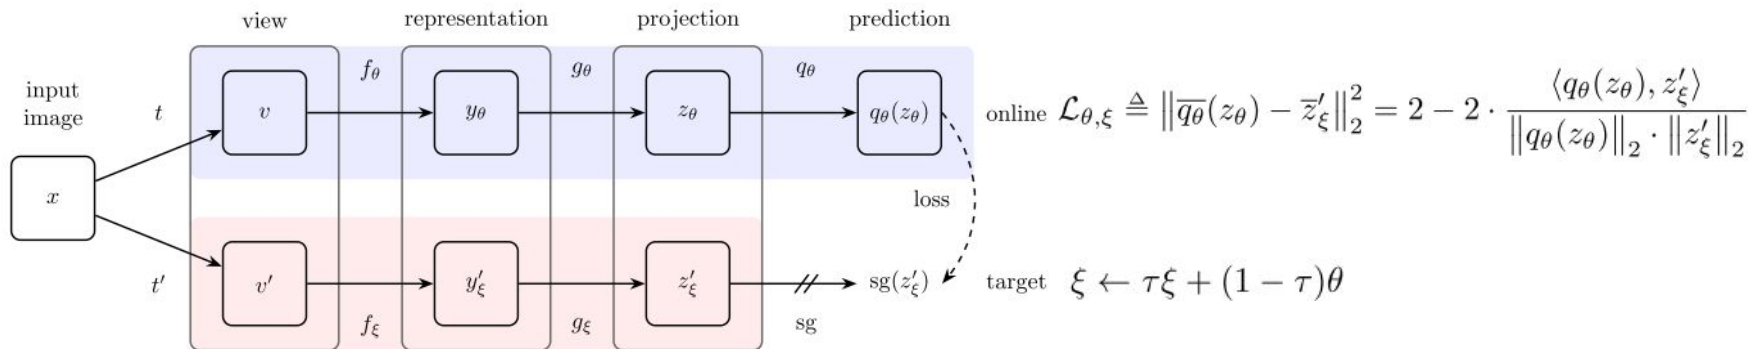 view representation projection prediction
input
image
t f_θ g_θ q_θ
v y_θ z_θ q_θ(z_θ) online ℒ_{θ,ξ} ≜ ‖\overline{q_θ}(z_θ) − \overline{z}'_ξ‖²₂ = 2 − 2 · ⟨q_θ(z_θ), z'_ξ⟩ / (‖q_θ(z_θ)‖₂ · ‖z'_ξ‖₂)
x
loss
t' v' y'_ξ z'_ξ sg(z'_ξ) target ξ ← τξ + (1 − τ)θ
f_ξ g_ξ sg